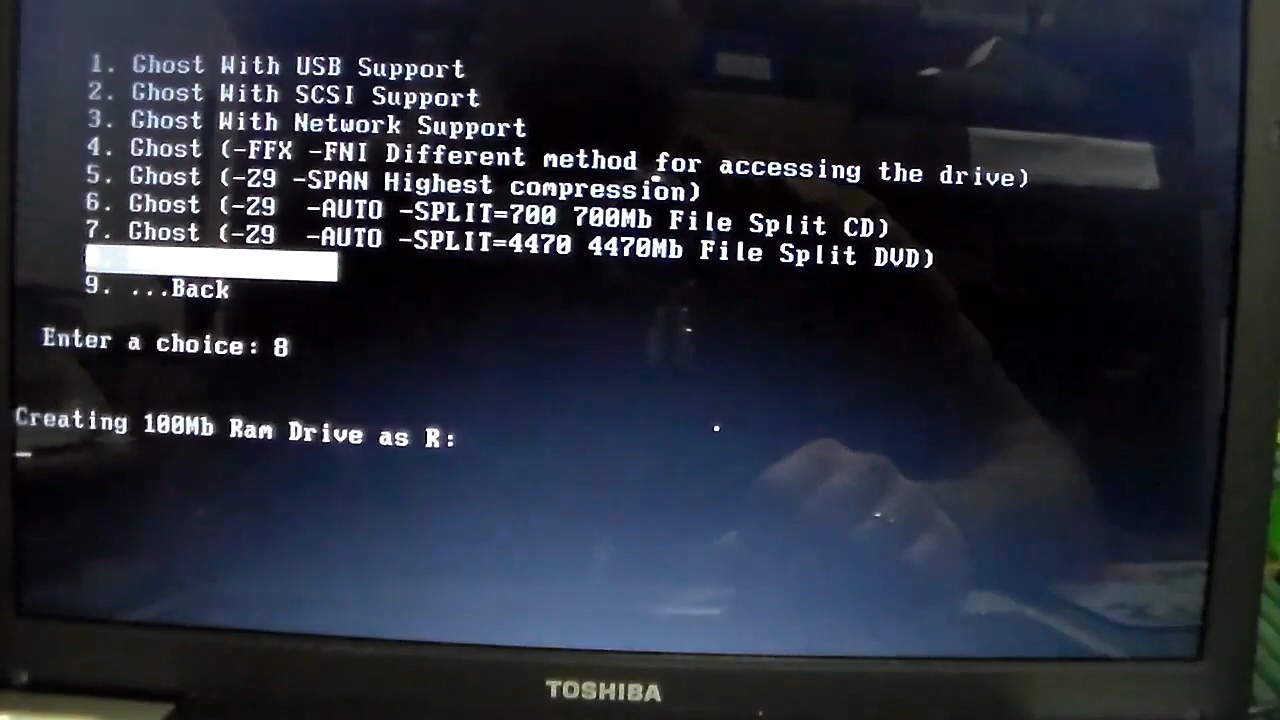 1. Ghost With USB Support
2. Ghost With SCSI Support
3. Ghost With Network Support
4. Ghost (-FFX -FNI Different method for accessing the drive)
5. Ghost (-Z9 -SPAN Highest compression)
6. Ghost (-Z9 -AUTO -SPLIT=700 700Mb File Split CD)
7. Ghost (-Z9 -AUTO -SPLIT=4470 4470Mb File Split DVD)
9. ...Back
Enter a choice: 8
Creating 100Mb Ram Drive as R:
TOSHIBA